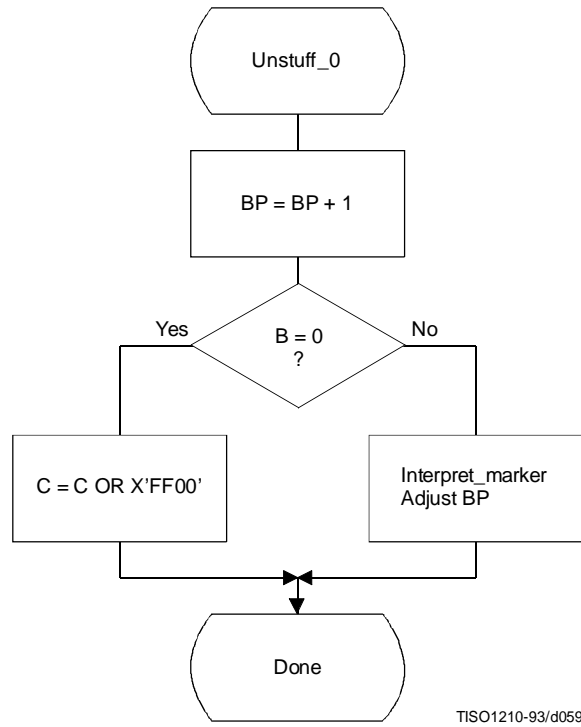 Unstuff_0
BP = BP + 1
Yes
B = 0
?
No
C = C OR X'FF00'
Interpret_marker
Adjust BP
Done
TISO1210-93/d059